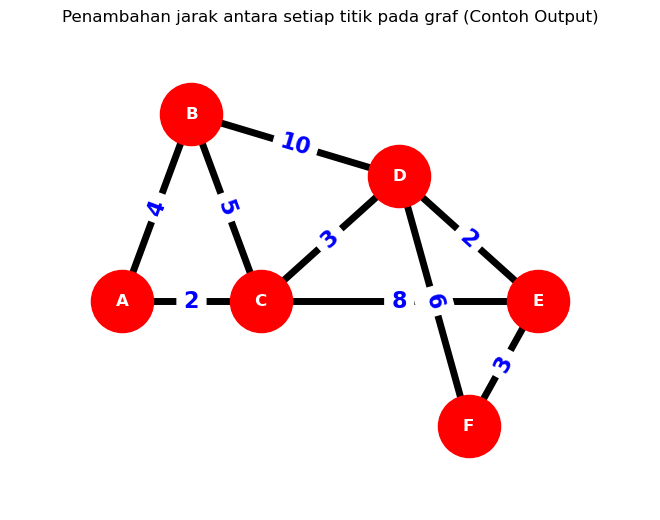 Penambahan jarak antara setiap titik pada graf (Contoh Output)
B
10
D
4
5
3
2
A
2
C
8
6
E
3
F